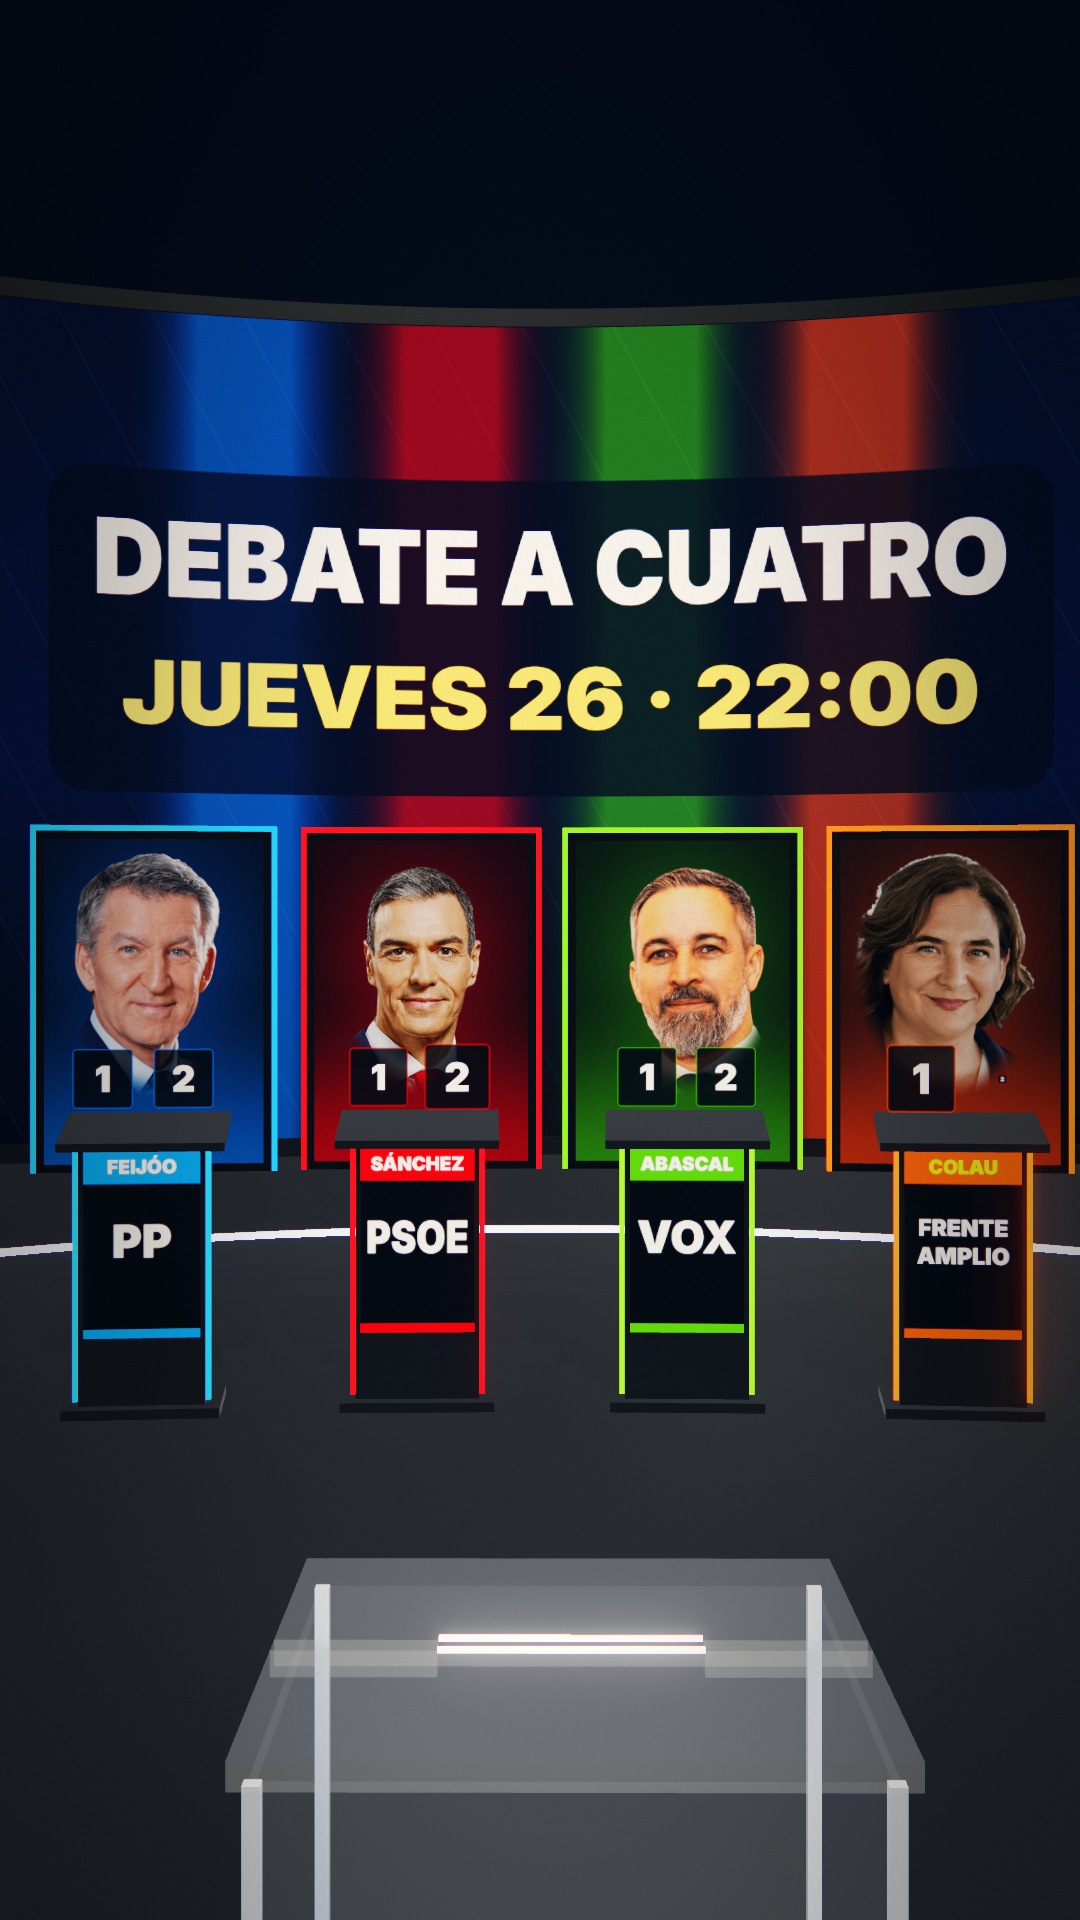 DEBATE A CUATRO
JUEVES 26 · 22:00
1 2
1 2
1 2
1 2
FEIJÓO
SÁNCHEZ
ABASCAL
COLAU
PP
PSOE
VOX
FRENTE
AMPLIO